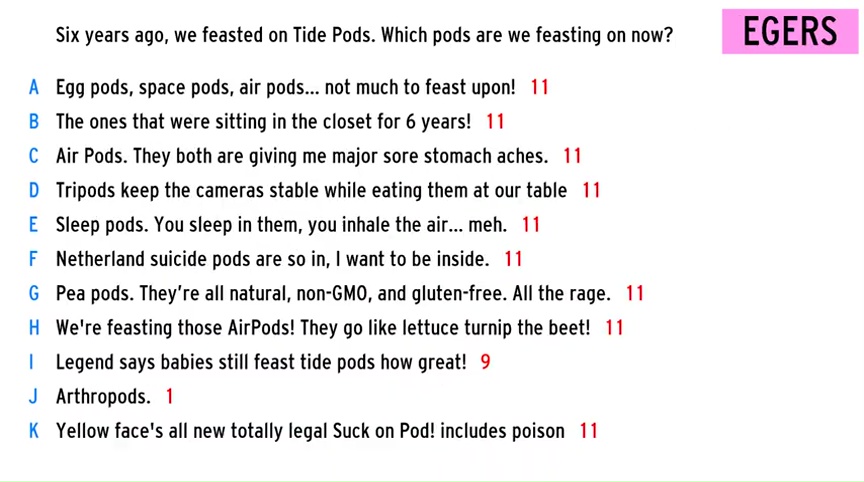 Six years ago, we feasted on Tide Pods. Which pods are we feasting on now?
EGERS
A Egg pods, space pods, air pods... not much to feast upon! 11
B The ones that were sitting in the closet for 6 years! 11
C Air Pods. They both are giving me major sore stomach aches. 11
D Tripods keep the cameras stable while eating them at our table 11
E Sleep pods. You sleep in them, you inhale the air... meh. 11
F Netherland suicide pods are so in, I want to be inside. 11
G Pea pods. They're all natural, non-GMO, and gluten-free. All the rage. 11
H We're feasting those AirPods! They go like lettuce turnip the beet! 11
I Legend says babies still feast tide pods how great! 9
J Arthropods. 1
K Yellow face's all new totally legal Suck on Pod! includes poison 11